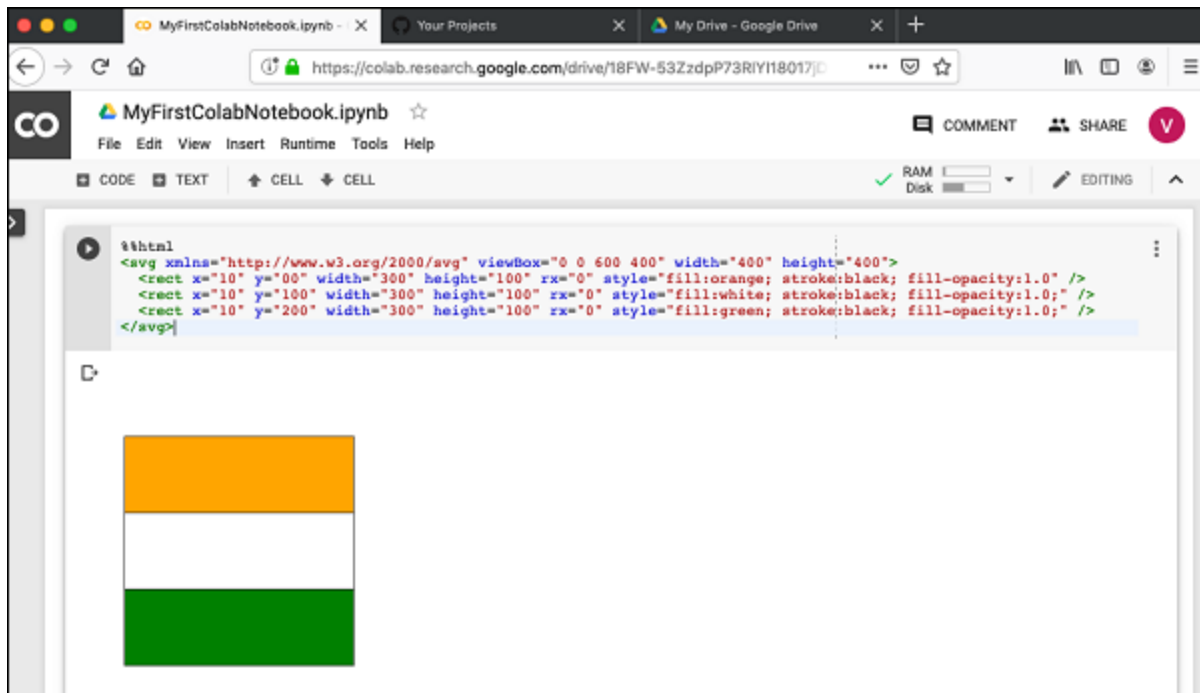 MyFirstColabNotebook.ipynb -
Your Projects
My Drive - Google Drive
https://colab.research.google.com/drive/18FW-53ZzdpP73RlYI18017jD
CO
MyFirstColabNotebook.ipynb
COMMENT
SHARE
V
File Edit View Insert Runtime Tools Help
CODE TEXT CELL CELL
RAM
Disk
EDITING
%%html
<svg xmlns="http://www.w3.org/2000/svg" viewBox="0 0 600 400" width="400" height="400">
<rect x="10" y="00" width="300" height="100" rx="0" style="fill:orange; stroke:black; fill-opacity:1.0" />
<rect x="10" y="100" width="300" height="100" rx="0" style="fill:white; stroke:black; fill-opacity:1.0;" />
<rect x="10" y="200" width="300" height="100" rx="0" style="fill:green; stroke:black; fill-opacity:1.0;" />
</svg>